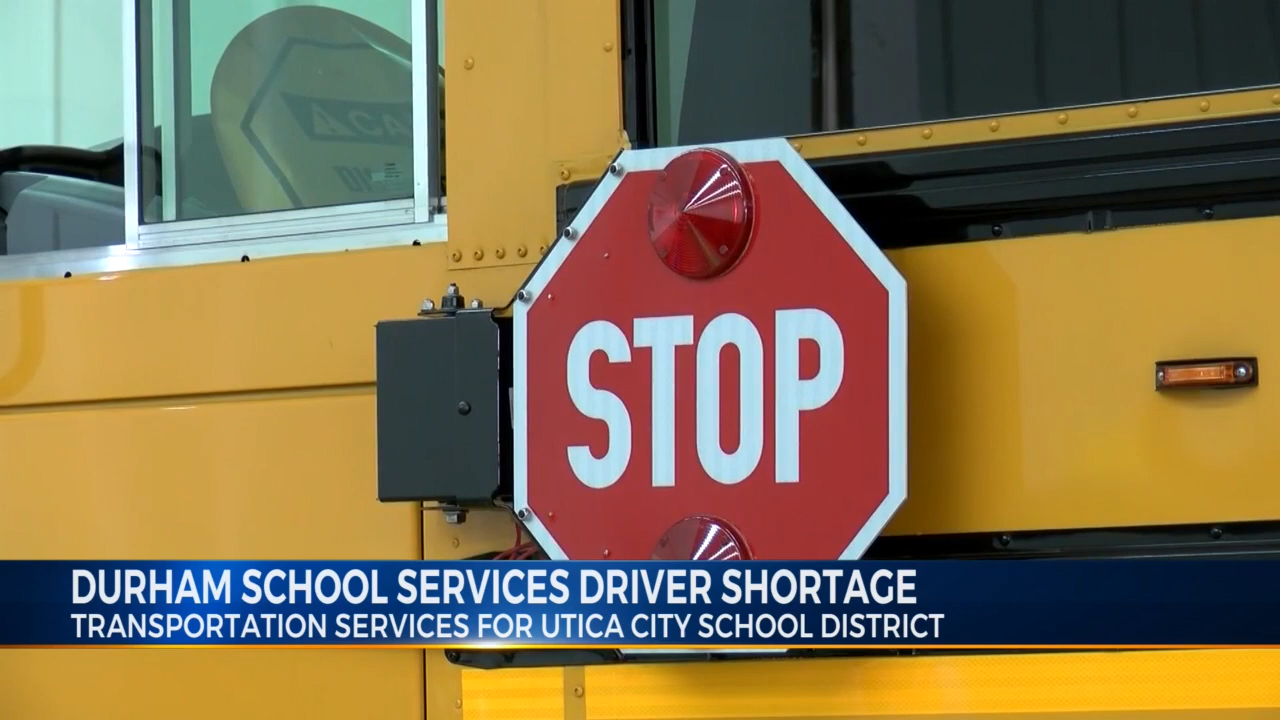 STOP
DURHAM SCHOOL SERVICES DRIVER SHORTAGE
TRANSPORTATION SERVICES FOR UTICA CITY SCHOOL DISTRICT